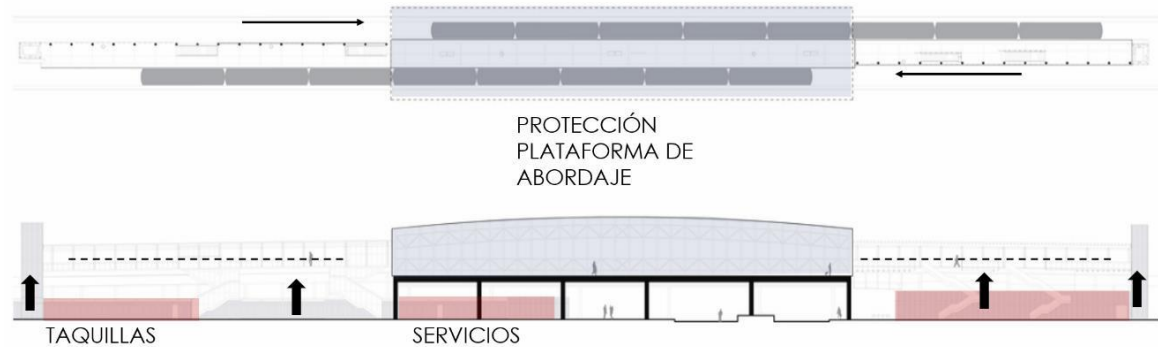 PROTECCIÓN
PLATAFORMA DE
ABORDAJE
TAQUILLAS
SERVICIOS